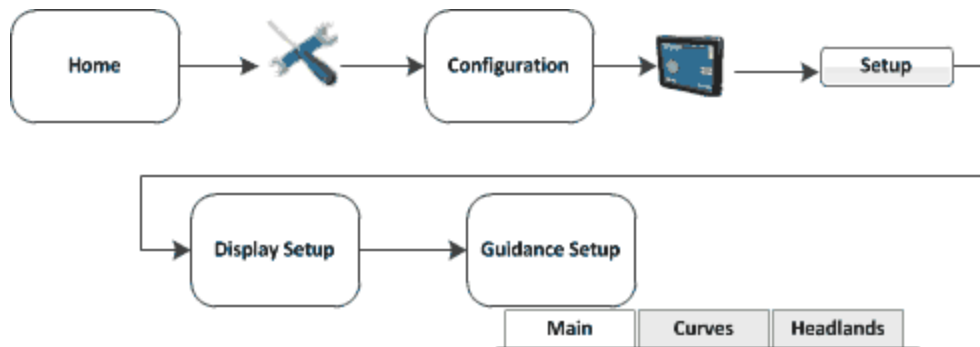 Home
Configuration
Setup
Display Setup
Guidance Setup
Main
Curves
Headlands